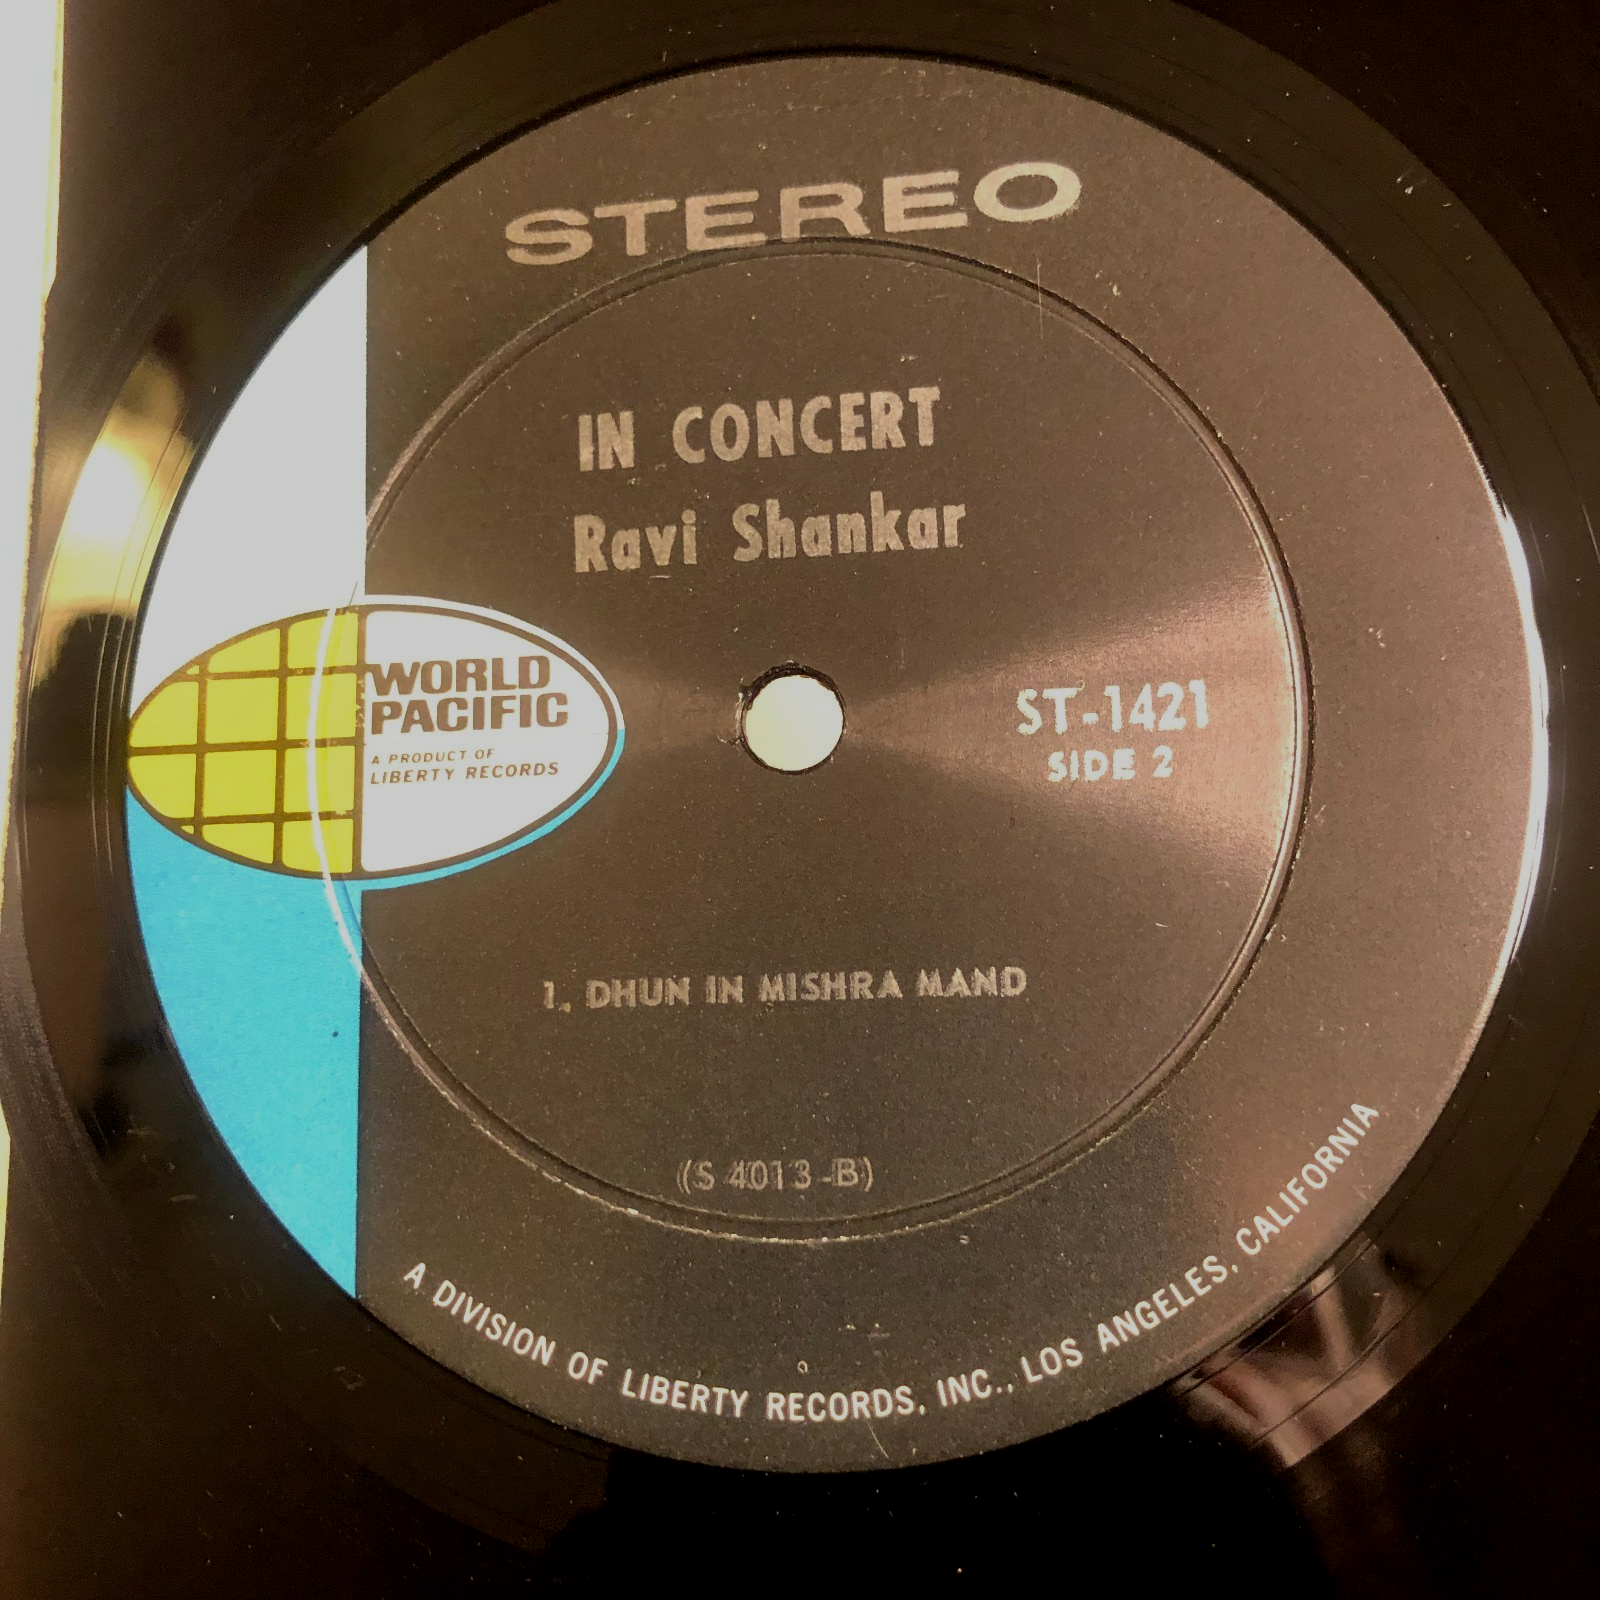 STEREO
IN CONCERT
Ravi Shankar
WORLD
PACIFIC
A PRODUCT OF
LIBERTY RECORDS
ST-1421
SIDE 2
1. DHUN IN MISHRA MAND
(S 4013-B)
A DIVISION OF LIBERTY RECORDS, INC., LOS ANGELES, CALIFORNIA